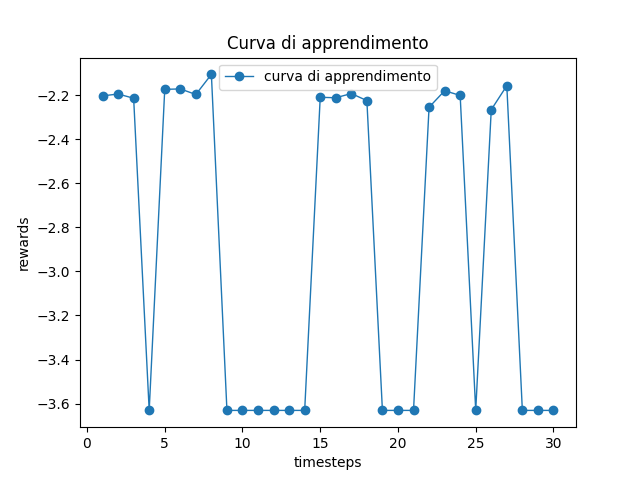 Curva di apprendimento
curva di apprendimento
−2.2
−2.4
−2.6
−2.8
−3.0
−3.2
−3.4
−3.6
rewards
0 5 10 15 20 25 30
timesteps